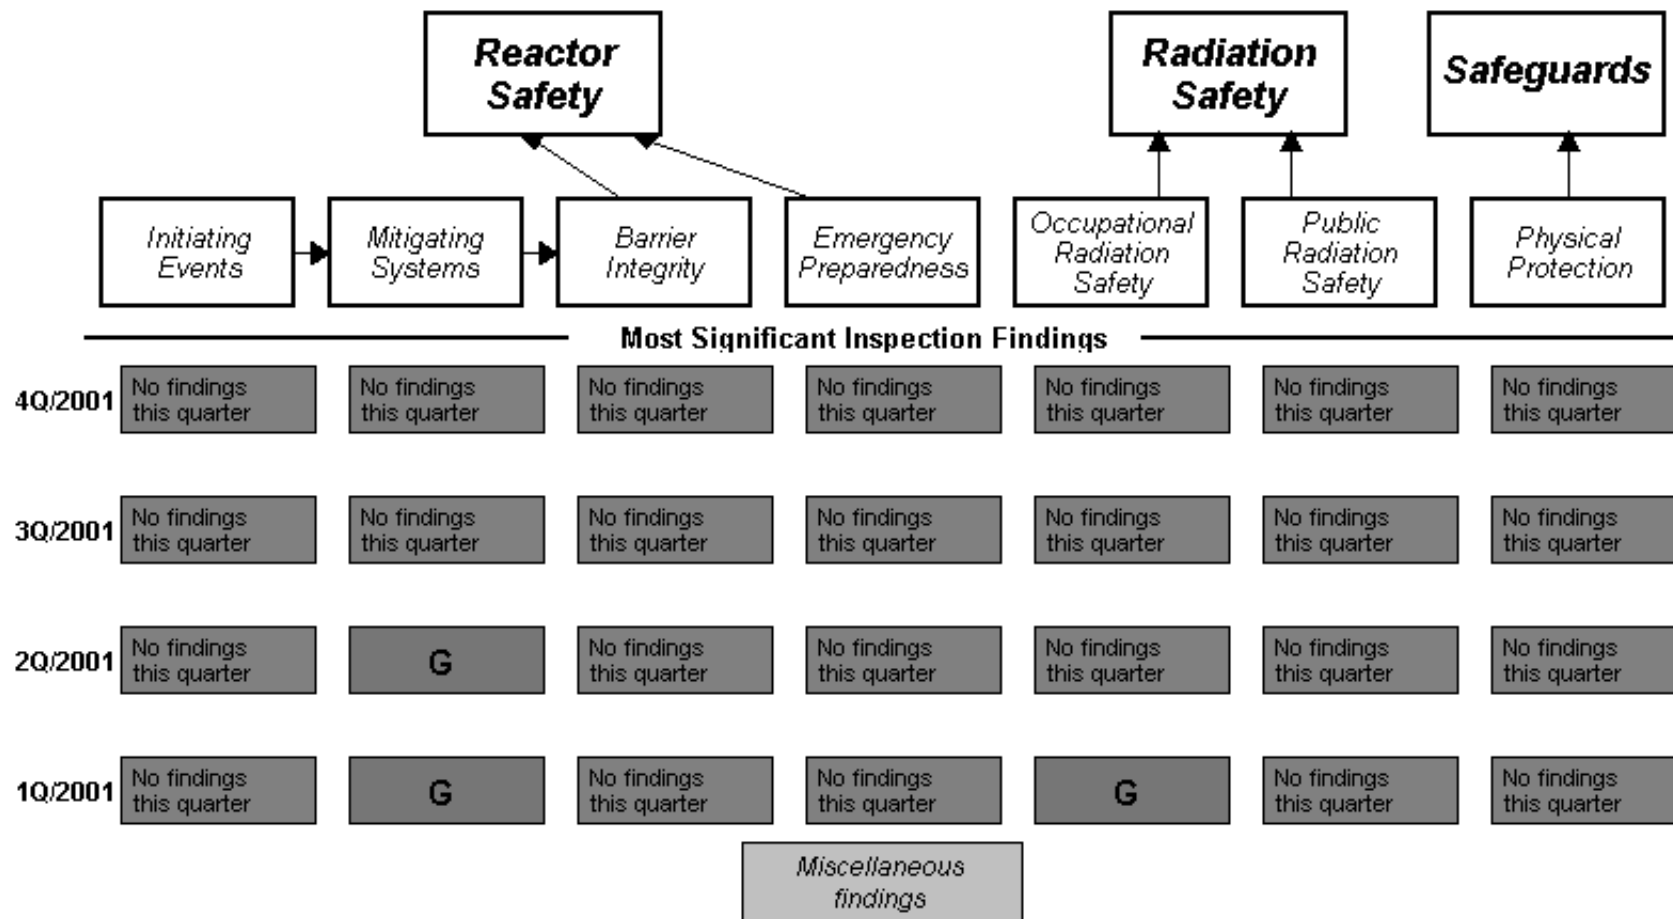 Reactor
Safety
Radiation
Safety
Safeguards
Initiating
Events
Mitigating
Systems
Barrier
Integrity
Emergency
Preparedness
Occupational
Radiation
Safety
Public
Radiation
Safety
Physical
Protection
Most Significant Inspection Findings
4Q/2001
No findings
this quarter
No findings
this quarter
No findings
this quarter
No findings
this quarter
No findings
this quarter
No findings
this quarter
No findings
this quarter
3Q/2001
No findings
this quarter
No findings
this quarter
No findings
this quarter
No findings
this quarter
No findings
this quarter
No findings
this quarter
No findings
this quarter
2Q/2001
No findings
this quarter
G
No findings
this quarter
No findings
this quarter
No findings
this quarter
No findings
this quarter
No findings
this quarter
1Q/2001
No findings
this quarter
G
No findings
this quarter
No findings
this quarter
G
No findings
this quarter
No findings
this quarter
Miscellaneous
findings